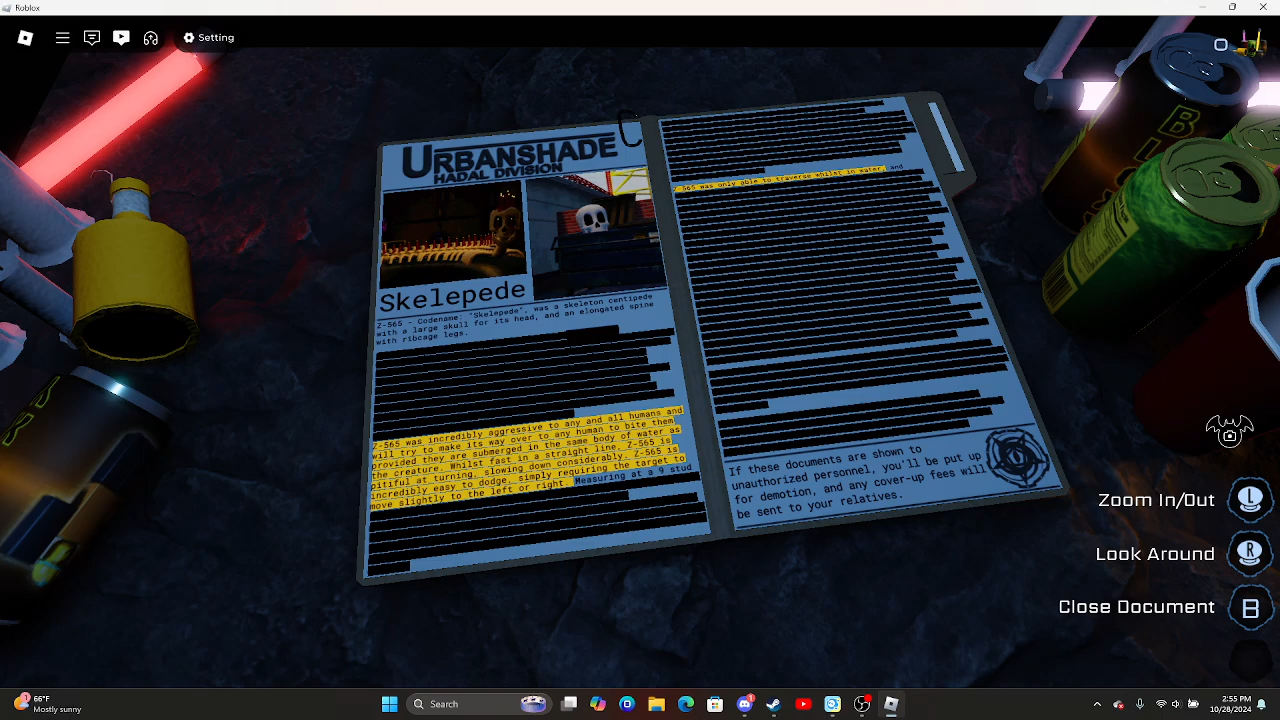 Roblox
Setting
URBANSHADE
HADAL DIVISION
Skelepede
Z-565 - Codename: "Skelepede", was a skeleton centipede
with a large skull for its head, and an elongated spine
with ribcage legs.
Z-565 was incredibly aggressive to any and all humans and
will try to make its way over to any human to bite them
provided they are submerged in the same body of water as
the creature. Whilst fast in a straight line, Z-565 is
pitiful at turning, slowing down considerably. Z-565 is
incredibly easy to dodge, simply requiring the target to
move slightly to the left or right. Measuring at a 9 stud
Z-565 was only able to traverse whilst in water, and
If these documents are shown to
unauthorized personnel, you'll be put up
for demotion, and any cover-up fees will
be sent to your relatives.
Zoom In/Out
L
Look Around
R
Close Document
B
66°F
Mostly sunny
Search
2:55 PM
10/28/2024